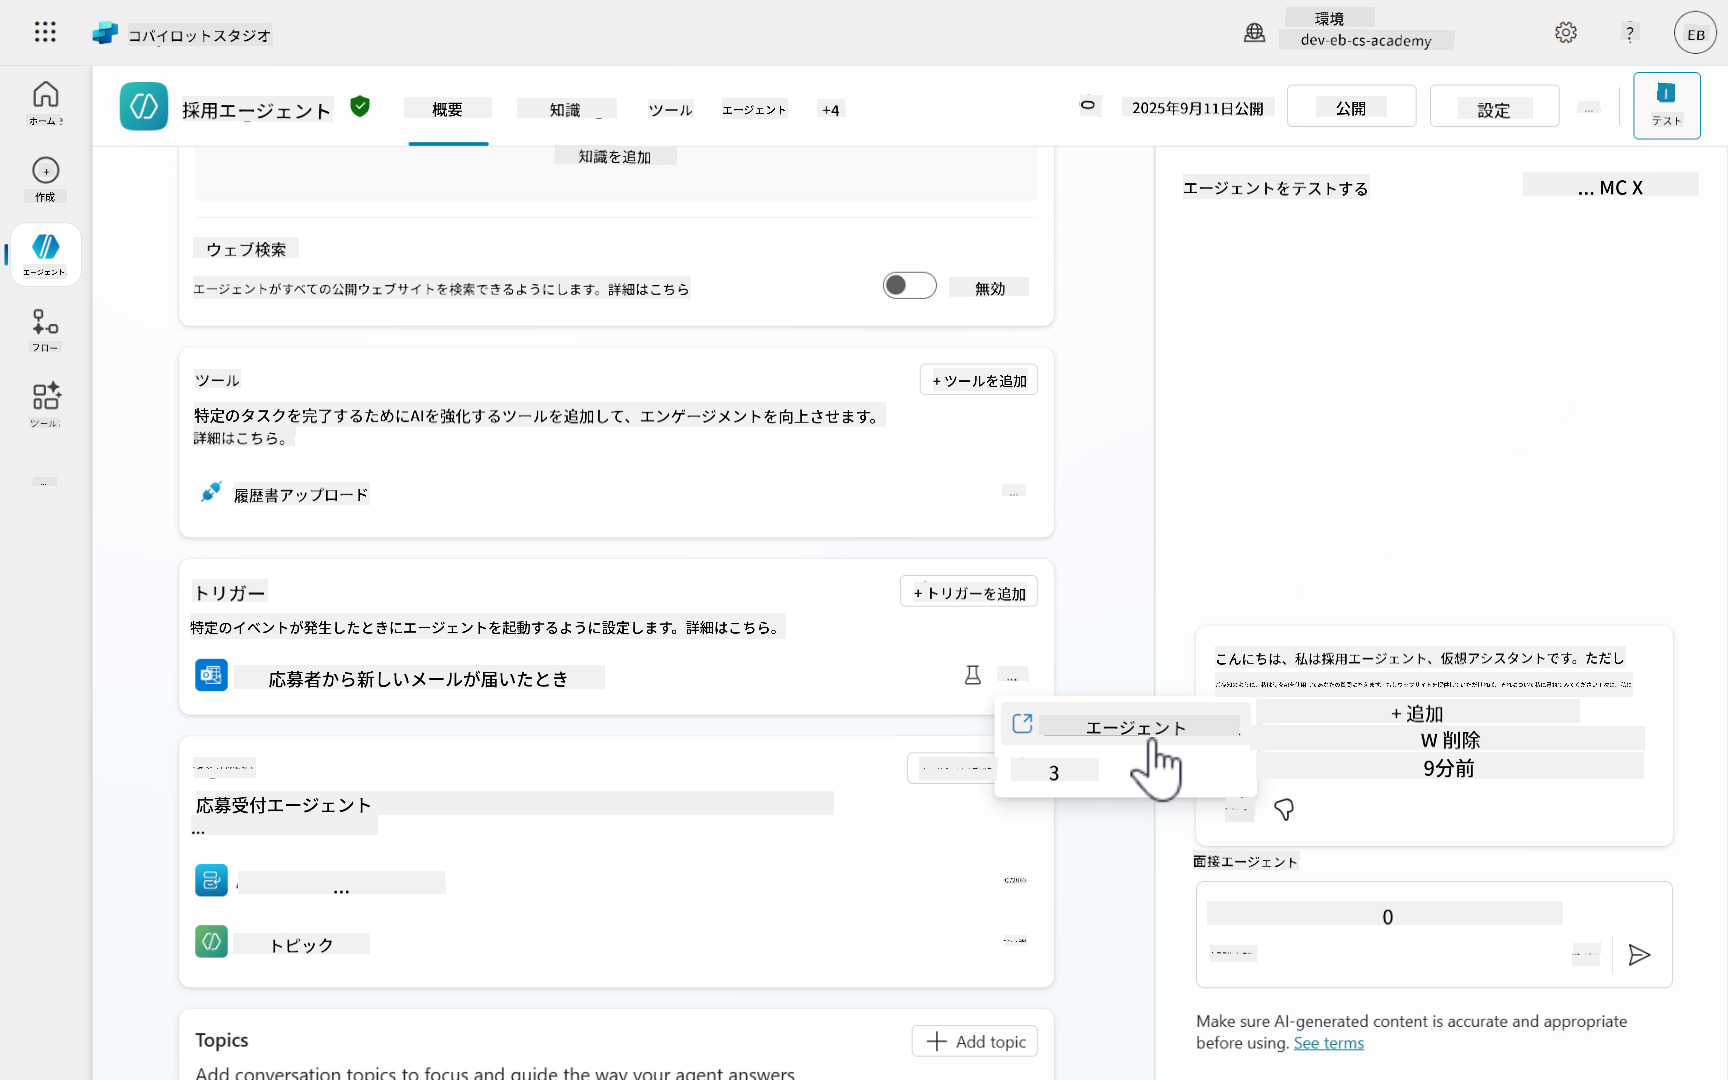 コバイロットスタジオ
環境
dev-eb-cs-academy
?
EB
ホーム
作成
エージェント
フロー
ツール
...
採用エージェント
概要
知識
ツール
エージェント
+4
0
2025年9月11日公開
公開
設定
...
テスト
知識を追加
ウェブ検索
エージェントがすべての公開ウェブサイトを検索できるようにします。詳細はこちら
無効
ツール
+ ツールを追加
特定のタスクを完了するためにAIを強化するツールを追加して、エンゲージメントを向上させます。
詳細はこちら。
履歴書アップロード
...
トリガー
+ トリガーを追加
特定のイベントが発生したときにエージェントを起動するように設定します。詳細はこちら。
応募者から新しいメールが届いたとき
...
エージェント
3
応募受付エージェント
...
...
トピック
Topics
Add topic
Add conversation topics to focus and guide the way your agent answers
エージェントをテストする
... MC X
こんにちは、私は採用エージェント、仮想アシスタントです。ただし
+ 追加
W 削除
9分前
面接エージェント
0
Make sure AI-generated content is accurate and appropriate
before using. See terms